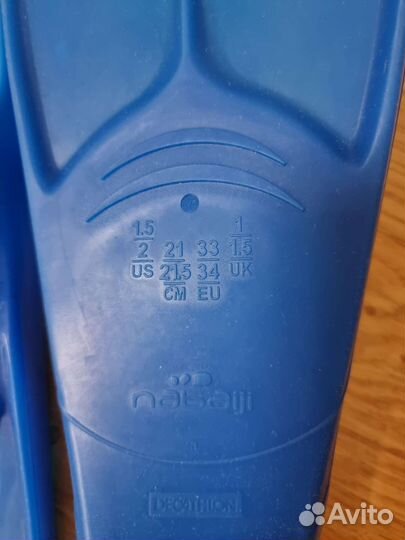 1.5
2
US
21
21.5
CM
33
34
EU
1
1.5
UK
nabaiji
DECATHLON
Avito